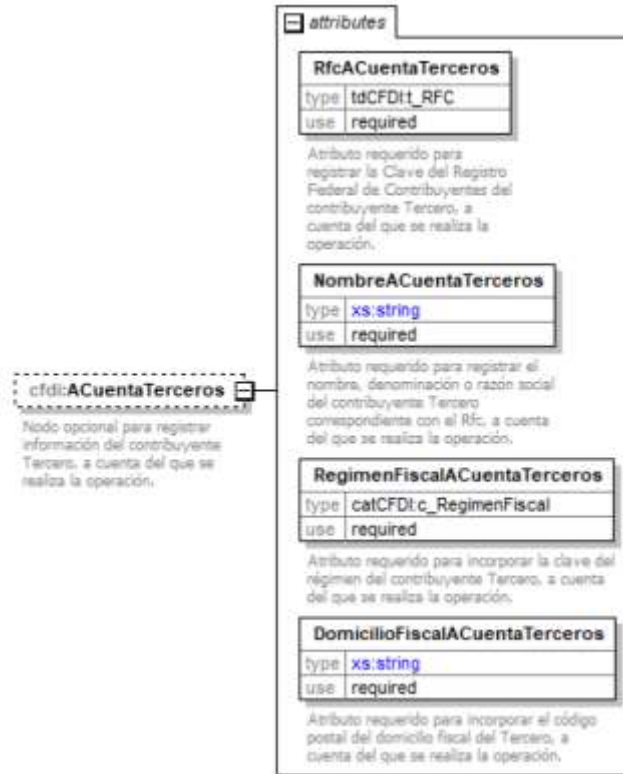 attributes
RfcACuentaTerceros
type tdCFDI:t_RFC
use required
Atributo requerido para
registrar la Clave del Registro
Federal de Contribuyentes del
contribuyente Tercero, a
cuenta del que se realiza la
operación.
NombreACuentaTerceros
type xs:string
use required
Atributo requerido para registrar el
nombre, denominación o razón social
del contribuyente Tercero
correspondiente con el Rfc, a cuenta
del que se realiza la operación.
cfdi:ACuentaTerceros
Nodo opcional para registrar
información del contribuyente
Tercero, a cuenta del que se
realiza la operación.
RegimenFiscalACuentaTerceros
type catCFDI:c_RegimenFiscal
use required
Atributo requerido para incorporar la clave del
régimen del contribuyente Tercero, a cuenta
del que se realiza la operación.
DomicilioFiscalACuentaTerceros
type xs:string
use required
Atributo requerido para incorporar el código
postal del domicilio fiscal del Tercero, a
cuenta del que se realiza la operación.